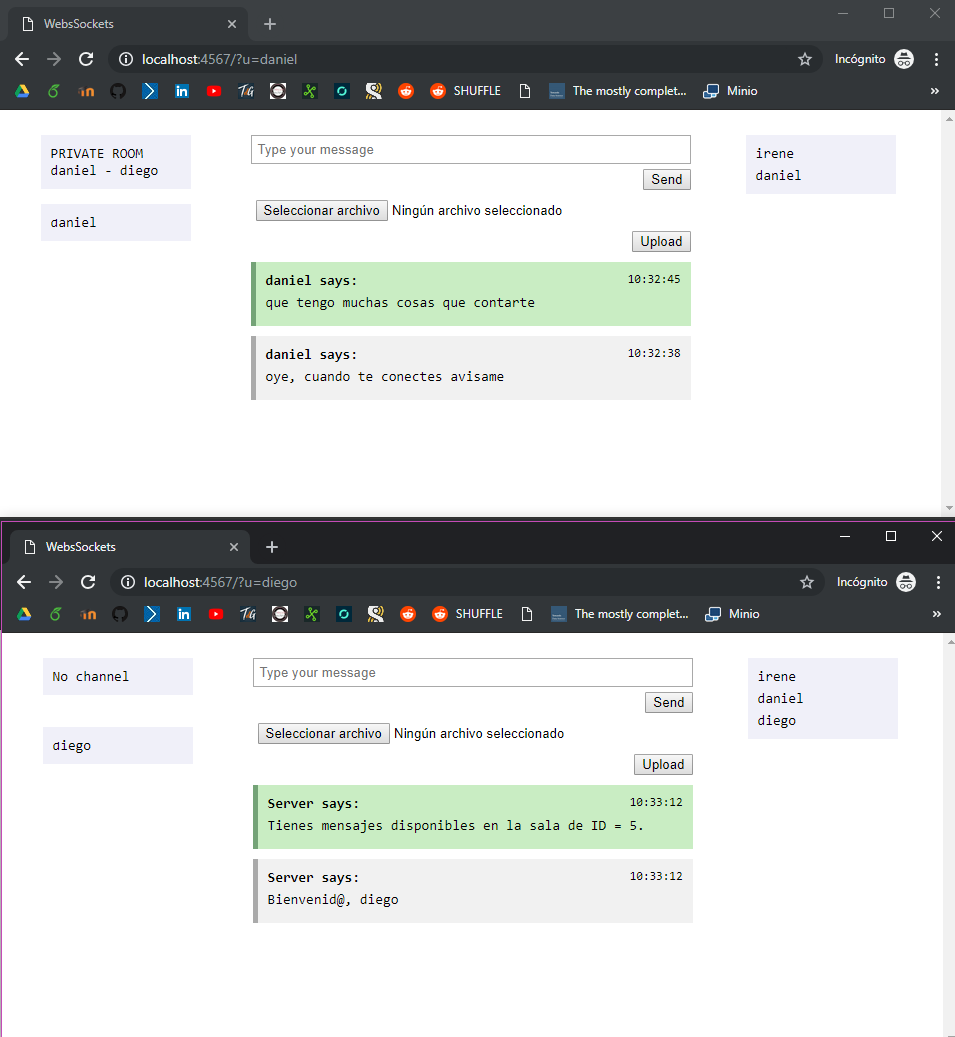 WebsSockets
localhost:4567/?u=daniel
Incógnito
in
TiG
SHUFFLE
The mostly complet...
Minio
»
PRIVATE ROOM
daniel - diego
daniel
Type your message
Send
Seleccionar archivo Ningún archivo seleccionado
Upload
daniel says: 10:32:45
que tengo muchas cosas que contarte
daniel says: 10:32:38
oye, cuando te conectes avisame
irene
daniel
WebsSockets
localhost:4567/?u=diego
Incógnito
in
TiG
SHUFFLE
The mostly complet...
Minio
»
No channel
diego
Type your message
Send
Seleccionar archivo Ningún archivo seleccionado
Upload
Server says: 10:33:12
Tienes mensajes disponibles en la sala de ID = 5.
Server says: 10:33:12
Bienvenid@, diego
irene
daniel
diego